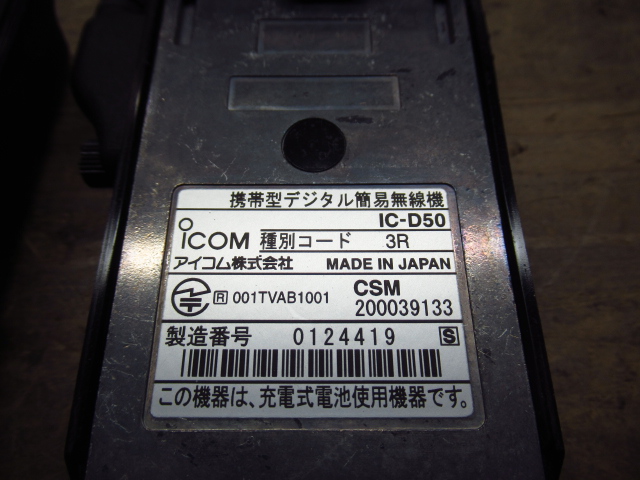 携帯型デジタル簡易無線機
IC-D50
ICOM 種別コード 3R
アイコム株式会社 MADE IN JAPAN
R 001TVAB1001 CSM
200039133
製造番号 0124419 S
この機器は、充電式電池使用機器です。